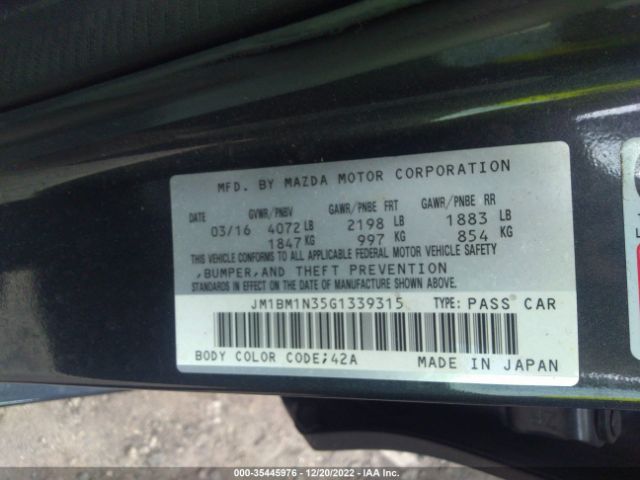 MFD. BY MAZDA MOTOR CORPORATION
DATE GVWR/PNBV GAWR/PNBE FRT GAWR/PNBE RR
03/16 4072 LB 2198 LB 1883 LB
1847 KG 997 KG 854 KG
THIS VEHICLE CONFORMS TO ALL APPLICABLE FEDERAL MOTOR VEHICLE SAFETY
,BUMPER,AND THEFT PREVENTION
STANDARDS IN EFFECT ON THE DATE OF MANUFACTURE SHOWN ABOVE.
JM1BM1N35G1339315 TYPE: PASS CAR
BODY COLOR CODE;42A MADE IN JAPAN
000-35445976 - 12/20/2022 - IAA Inc.